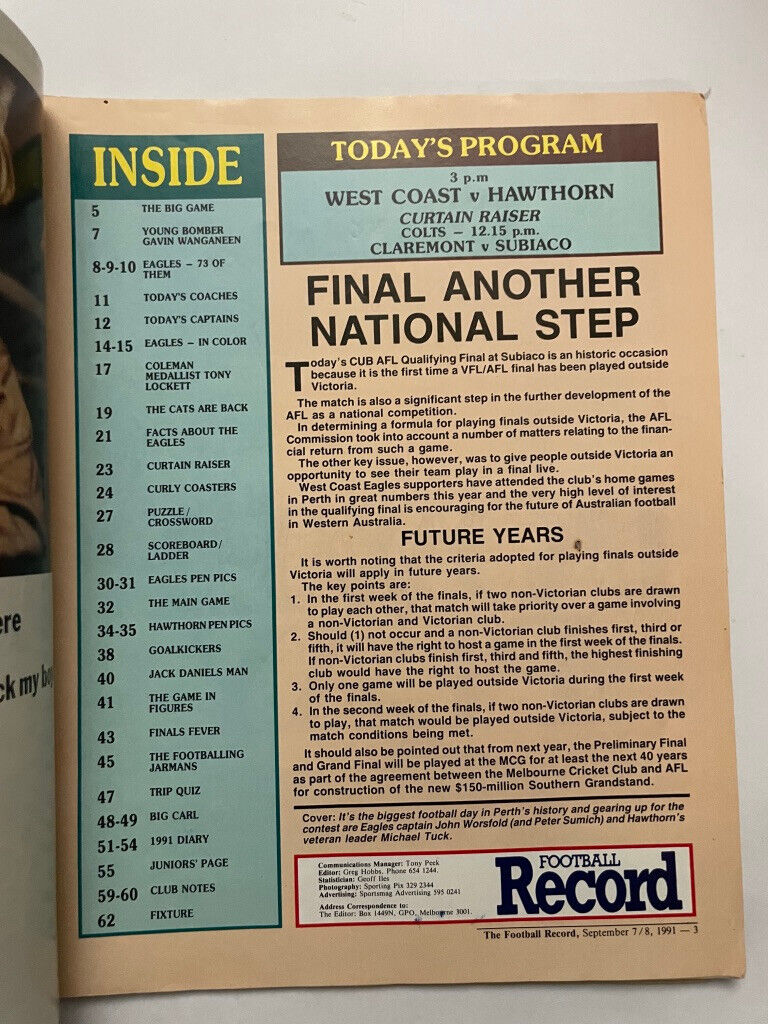 ere
ck my bo
INSIDE
5 THE BIG GAME
7 YOUNG BOMBER
GAVIN WANGANEEN
8-9-10 EAGLES – 73 OF
THEM
11 TODAY'S COACHES
12 TODAY'S CAPTAINS
14-15 EAGLES – IN COLOR
17 COLEMAN
MEDALLIST TONY
LOCKETT
19 THE CATS ARE BACK
21 FACTS ABOUT THE
EAGLES
23 CURTAIN RAISER
24 CURLY COASTERS
27 PUZZLE/
CROSSWORD
28 SCOREBOARD/
LADDER
30-31 EAGLES PEN PICS
32 THE MAIN GAME
34-35 HAWTHORN PEN PICS
38 GOALKICKERS
40 JACK DANIELS MAN
41 THE GAME IN
FIGURES
43 FINALS FEVER
45 THE FOOTBALLING
JARMANS
47 TRIP QUIZ
48-49 BIG CARL
51-54 1991 DIARY
55 JUNIORS' PAGE
59-60 CLUB NOTES
62 FIXTURE
TODAY'S PROGRAM
3 p.m
WEST COAST v HAWTHORN
CURTAIN RAISER
COLTS – 12.15 p.m.
CLAREMONT v SUBIACO
FINAL ANOTHER
NATIONAL STEP
Today's CUB AFL Qualifying Final at Subiaco is an historic occasion
because it is the first time a VFL/AFL final has been played outside
Victoria.
The match is also a significant step in the further development of the
AFL as a national competition.
In determining a formula for playing finals outside Victoria, the AFL
Commission took into account a number of matters relating to the finan-
cial return from such a game.
The other key issue, however, was to give people outside Victoria an
opportunity to see their team play in a final live.
West Coast Eagles supporters have attended the club's home games
in Perth in great numbers this year and the very high level of interest
in the qualifying final is encouraging for the future of Australian football
in Western Australia.
FUTURE YEARS
It is worth noting that the criteria adopted for playing finals outside
Victoria will apply in future years.
The key points are:
1. In the first week of the finals, if two non-Victorian clubs are drawn
to play each other, that match will take priority over a game involving
a non-Victorian and Victorian club.
2. Should (1) not occur and a non-Victorian club finishes first, third or
fifth, it will have the right to host a game in the first week of the finals.
If non-Victorian clubs finish first, third and fifth, the highest finishing
club would have the right to host the game.
3. Only one game will be played outside Victoria during the first week
of the finals.
4. In the second week of the finals, if two non-Victorian clubs are drawn
to play, that match would be played outside Victoria, subject to the
match conditions being met.
It should also be pointed out that from next year, the Preliminary Final
and Grand Final will be played at the MCG for at least the next 40 years
as part of the agreement between the Melbourne Cricket Club and AFL
for construction of the new $150-million Southern Grandstand.
Cover: It's the biggest football day in Perth's history and gearing up for the
contest are Eagles captain John Worsfold (and Peter Sumich) and Hawthorn's
veteran leader Michael Tuck.
Communications Manager: Tony Peek
Editor: Greg Hobbs. Phone 654 1244.
Statistician: Geoff Iles
Photography: Sporting Pix 329 2344
Advertising: Sportsmag Advertising 595 0241
Address Correspondence to:
The Editor: Box 1449N, GPO, Melbourne 3001.
FOOTBALL
Record
The Football Record, September 7/8, 1991 — 3